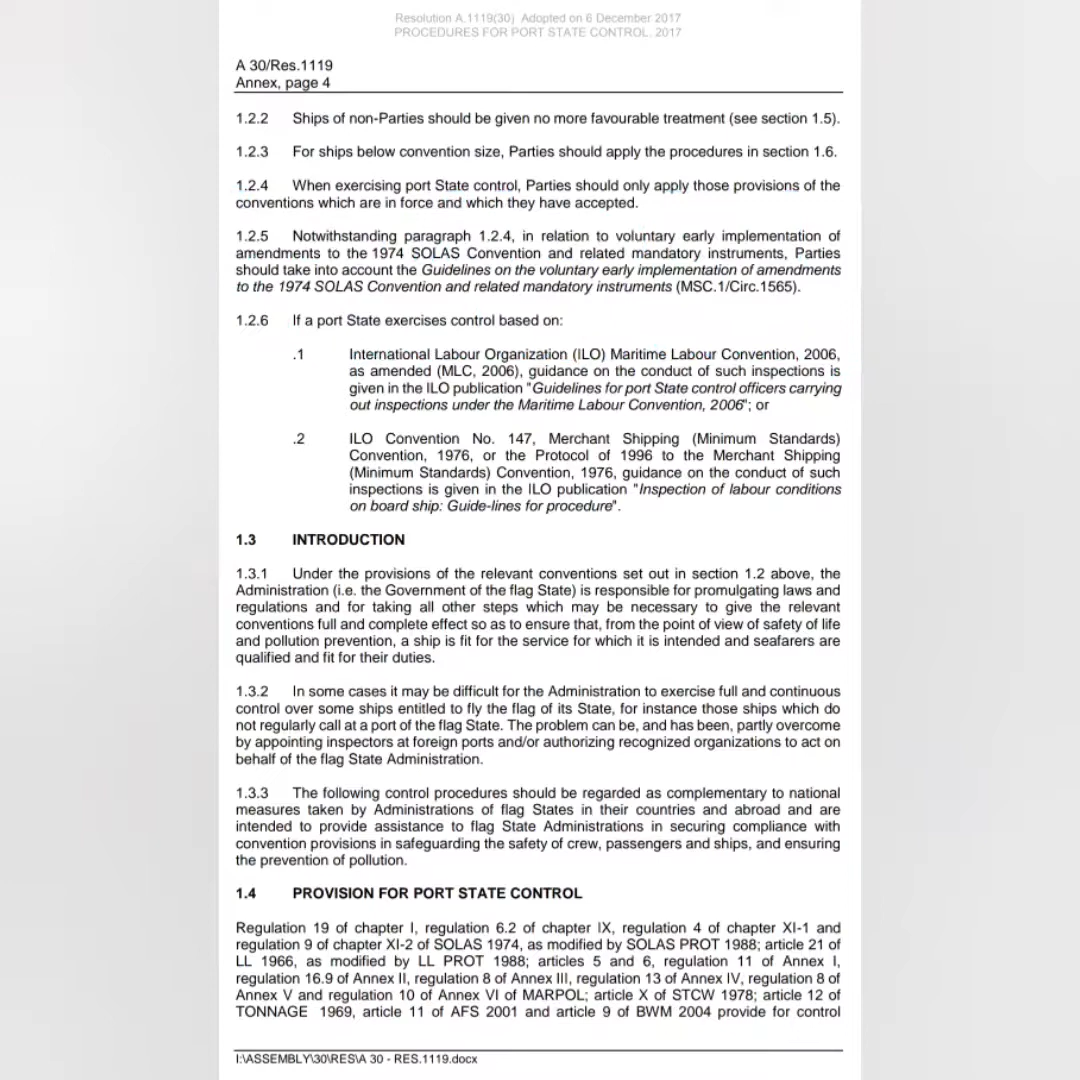 Resolution A.1119(30) Adopted on 6 December 2017
PROCEDURES FOR PORT STATE CONTROL. 2017
A 30/Res.1119
Annex, page 4
1.2.2 Ships of non-Parties should be given no more favourable treatment (see section 1.5).
1.2.3 For ships below convention size, Parties should apply the procedures in section 1.6.
1.2.4 When exercising port State control, Parties should only apply those provisions of the
conventions which are in force and which they have accepted.
1.2.5 Notwithstanding paragraph 1.2.4, in relation to voluntary early implementation of
amendments to the 1974 SOLAS Convention and related mandatory instruments, Parties
should take into account the Guidelines on the voluntary early implementation of amendments
to the 1974 SOLAS Convention and related mandatory instruments (MSC.1/Circ.1565).
1.2.6 If a port State exercises control based on:
.1 International Labour Organization (ILO) Maritime Labour Convention, 2006,
as amended (MLC, 2006), guidance on the conduct of such inspections is
given in the ILO publication "Guidelines for port State control officers carrying
out inspections under the Maritime Labour Convention, 2006"; or
.2 ILO Convention No. 147, Merchant Shipping (Minimum Standards)
Convention, 1976, or the Protocol of 1996 to the Merchant Shipping
(Minimum Standards) Convention, 1976, guidance on the conduct of such
inspections is given in the ILO publication "Inspection of labour conditions
on board ship: Guide-lines for procedure".
1.3 INTRODUCTION
1.3.1 Under the provisions of the relevant conventions set out in section 1.2 above, the
Administration (i.e. the Government of the flag State) is responsible for promulgating laws and
regulations and for taking all other steps which may be necessary to give the relevant
conventions full and complete effect so as to ensure that, from the point of view of safety of life
and pollution prevention, a ship is fit for the service for which it is intended and seafarers are
qualified and fit for their duties.
1.3.2 In some cases it may be difficult for the Administration to exercise full and continuous
control over some ships entitled to fly the flag of its State, for instance those ships which do
not regularly call at a port of the flag State. The problem can be, and has been, partly overcome
by appointing inspectors at foreign ports and/or authorizing recognized organizations to act on
behalf of the flag State Administration.
1.3.3 The following control procedures should be regarded as complementary to national
measures taken by Administrations of flag States in their countries and abroad and are
intended to provide assistance to flag State Administrations in securing compliance with
convention provisions in safeguarding the safety of crew, passengers and ships, and ensuring
the prevention of pollution.
1.4 PROVISION FOR PORT STATE CONTROL
Regulation 19 of chapter I, regulation 6.2 of chapter IX, regulation 4 of chapter XI-1 and
regulation 9 of chapter XI-2 of SOLAS 1974, as modified by SOLAS PROT 1988; article 21 of
LL 1966, as modified by LL PROT 1988; articles 5 and 6, regulation 11 of Annex I,
regulation 16.9 of Annex II, regulation 8 of Annex III, regulation 13 of Annex IV, regulation 8 of
Annex V and regulation 10 of Annex VI of MARPOL; article X of STCW 1978; article 12 of
TONNAGE 1969, article 11 of AFS 2001 and article 9 of BWM 2004 provide for control
I:\ASSEMBLY\30\RES\A 30 - RES.1119.docx